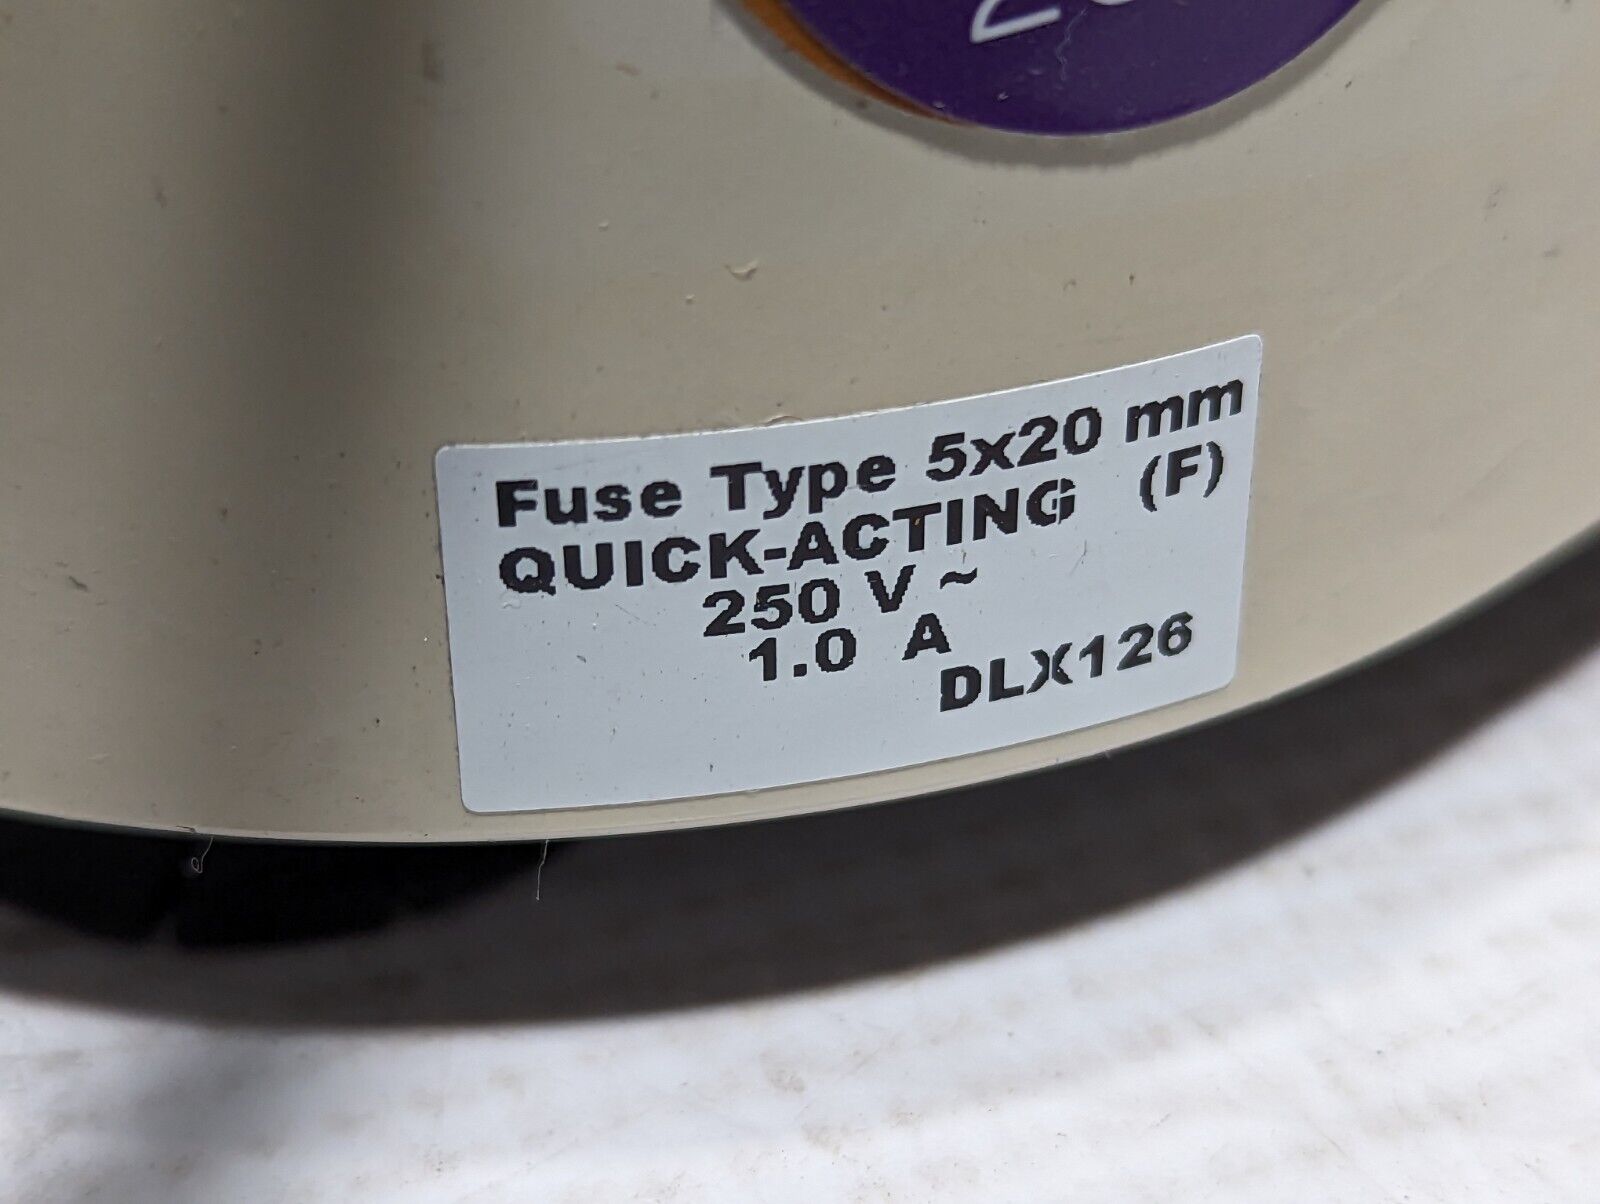 Fuse Type 5x20 mm
QUICK-ACTING (F)
250 V ~
1.0 A
DLX126